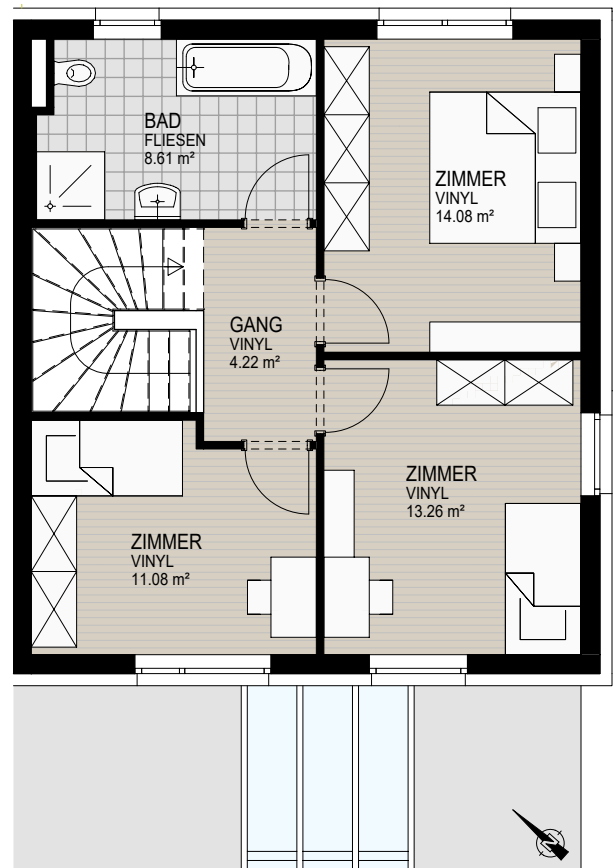 BAD
FLIESEN
8.61 m²
ZIMMER
VINYL
14.08 m²
GANG
VINYL
4.22 m²
ZIMMER
VINYL
13.26 m²
ZIMMER
VINYL
11.08 m²
N